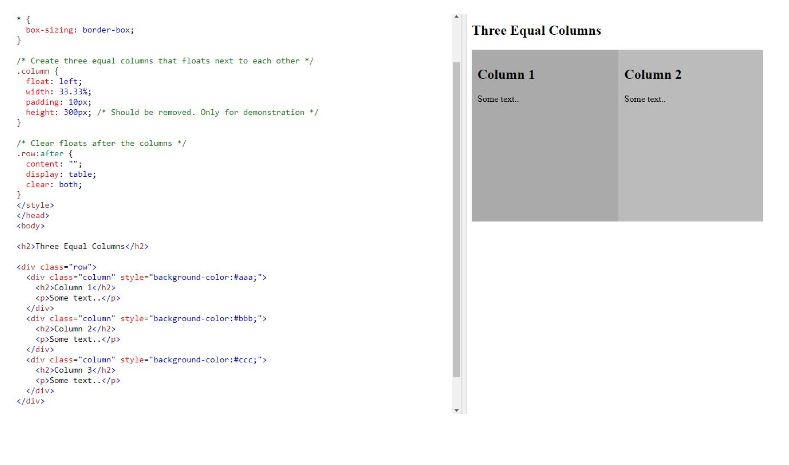 * {
  box-sizing: border-box;
}

/* Create three equal columns that floats next to each other */
.column {
  float: left;
  width: 33.33%;
  padding: 10px;
  height: 300px; /* Should be removed. Only for demonstration */
}

/* Clear floats after the columns */
.row:after {
  content: "";
  display: table;
  clear: both;
}
</style>
</head>
<body>

<h2>Three Equal Columns</h2>

<div class="row">
  <div class="column" style="background-color:#aaa;">
    <h2>Column 1</h2>
    <p>Some text..</p>
  </div>
  <div class="column" style="background-color:#bbb;">
    <h2>Column 2</h2>
    <p>Some text..</p>
  </div>
  <div class="column" style="background-color:#ccc;">
    <h2>Column 3</h2>
    <p>Some text..</p>
  </div>
</div>
Three Equal Columns
Column 1
Some text..
Column 2
Some text..